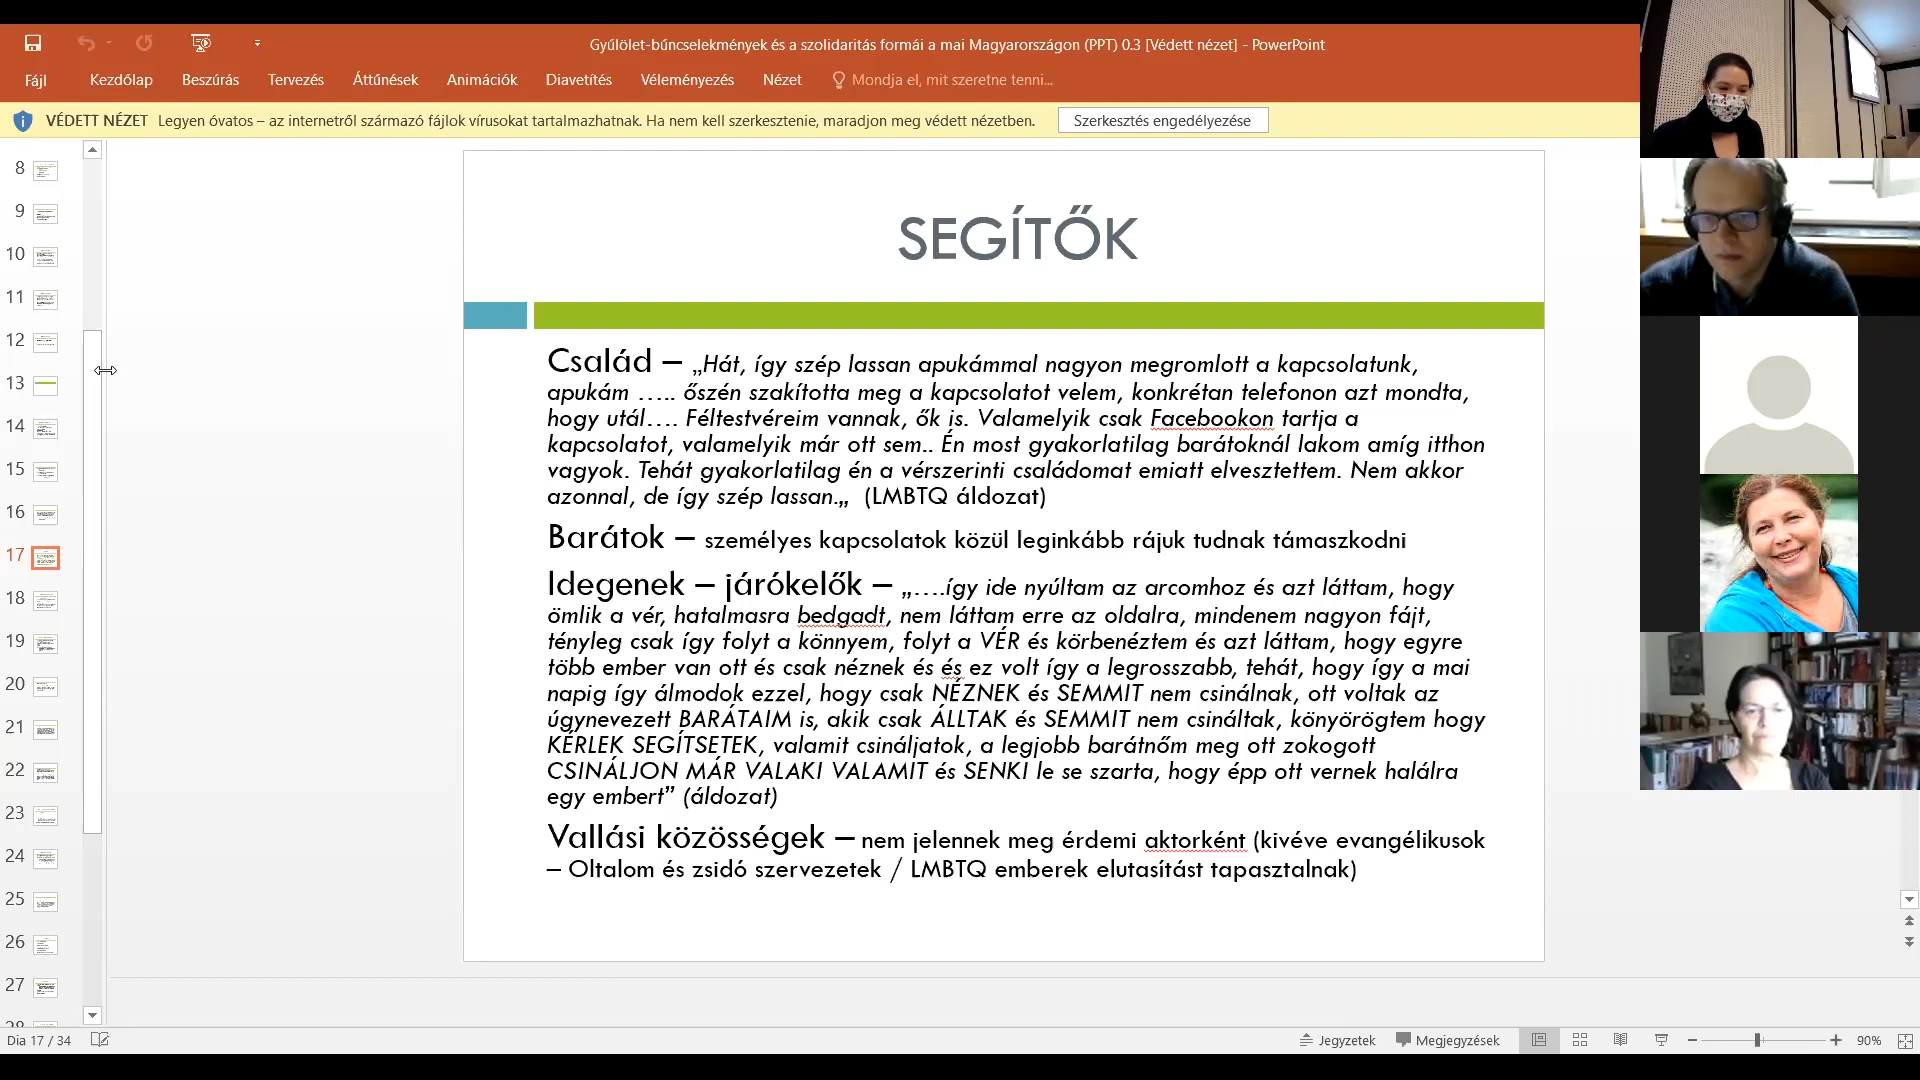 Gyűlölet-bűncselekmények és a szolidaritás formái a mai Magyarországon (PPT) 0.3 [Védett nézet] - PowerPoint
Fájl Kezdőlap Beszúrás Tervezés Áttűnések Animációk Diavetítés Véleményezés Nézet Mondja el, mit szeretne tenni...
VÉDETT NÉZET Legyen óvatos – az internetről származó fájlok vírusokat tartalmazhatnak. Ha nem kell szerkesztenie, maradjon meg védett nézetben. Szerkesztés engedélyezése
8
9
10
11
12
13
14
15
16
17
18
19
20
21
22
23
24
25
26
27
28
SEGÍTŐK
Család – „Hát, így szép lassan apukámmal nagyon megromlott a kapcsolatunk,
apukám ….. őszén szakította meg a kapcsolatot velem, konkrétan telefonon azt mondta,
hogy utál…. Féltestvéreim vannak, ők is. Valamelyik csak Facebookon tartja a
kapcsolatot, valamelyik már ott sem.. Én most gyakorlatilag barátoknál lakom amíg itthon
vagyok. Tehát gyakorlatilag én a vérszerinti családomat emiatt elvesztettem. Nem akkor
azonnal, de így szép lassan.„ (LMBTQ áldozat)
Barátok – személyes kapcsolatok közül leginkább rájuk tudnak támaszkodni
Idegenek – járókelők – „….így ide nyúltam az arcomhoz és azt láttam, hogy
ömlik a vér, hatalmasra bedgadt, nem láttam erre az oldalra, mindenem nagyon fájt,
tényleg csak így folyt a könnyem, folyt a VÉR és körbenéztem és azt láttam, hogy egyre
több ember van ott és csak néznek és és ez volt így a legrosszabb, tehát, hogy így a mai
napig így álmodok ezzel, hogy csak NÉZNEK és SEMMIT nem csinálnak, ott voltak az
úgynevezett BARÁTAIM is, akik csak ÁLLTAK és SEMMIT nem csináltak, könyörögtem hogy
KÉRLEK SEGÍTSETEK, valamit csináljatok, a legjobb barátnőm meg ott zokogott
CSINÁLJON MÁR VALAKI VALAMIT és SENKI le se szarta, hogy épp ott vernek halálra
egy embert” (áldozat)
Vallási közösségek – nem jelennek meg érdemi aktorként (kivéve evangélikusok
– Oltalom és zsidó szervezetek / LMBTQ emberek elutasítást tapasztalnak)
Dia 17 / 34 Jegyzetek Megjegyzések 90%